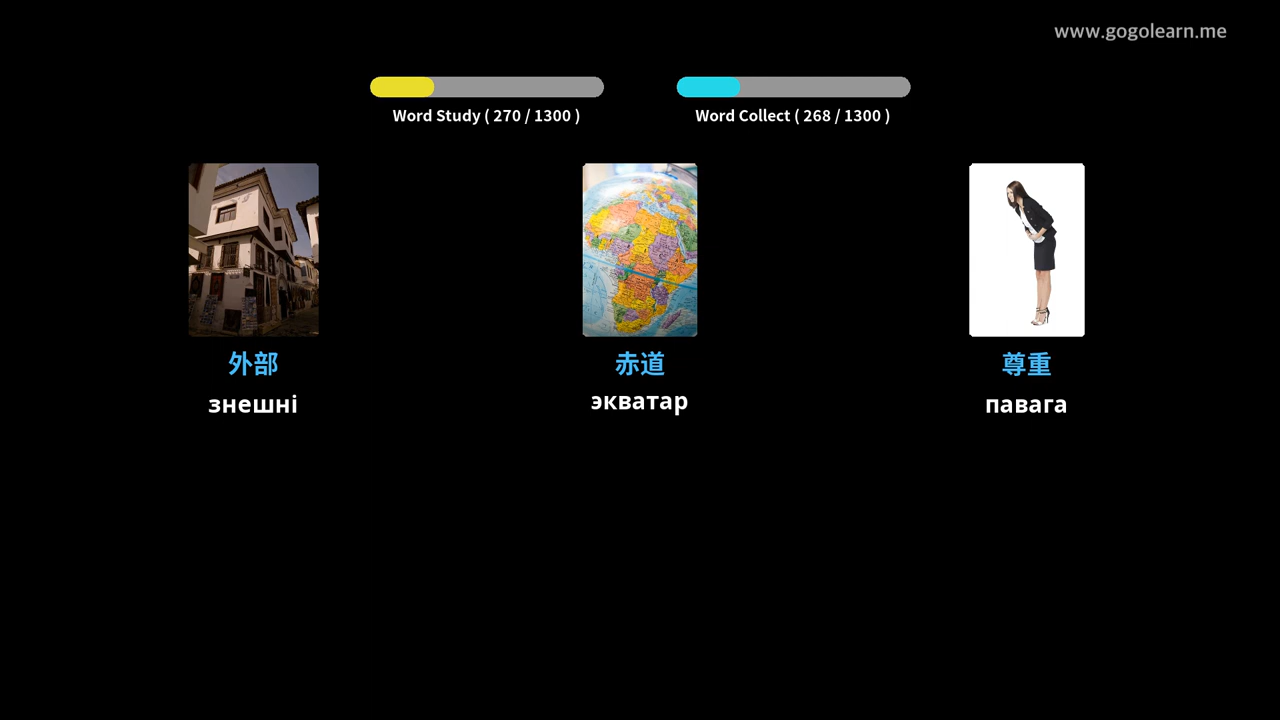 www.gogolearn.me
Word Study ( 270 / 1300 )
Word Collect ( 268 / 1300 )
外部
赤道
尊重
знешні
экватар
павага